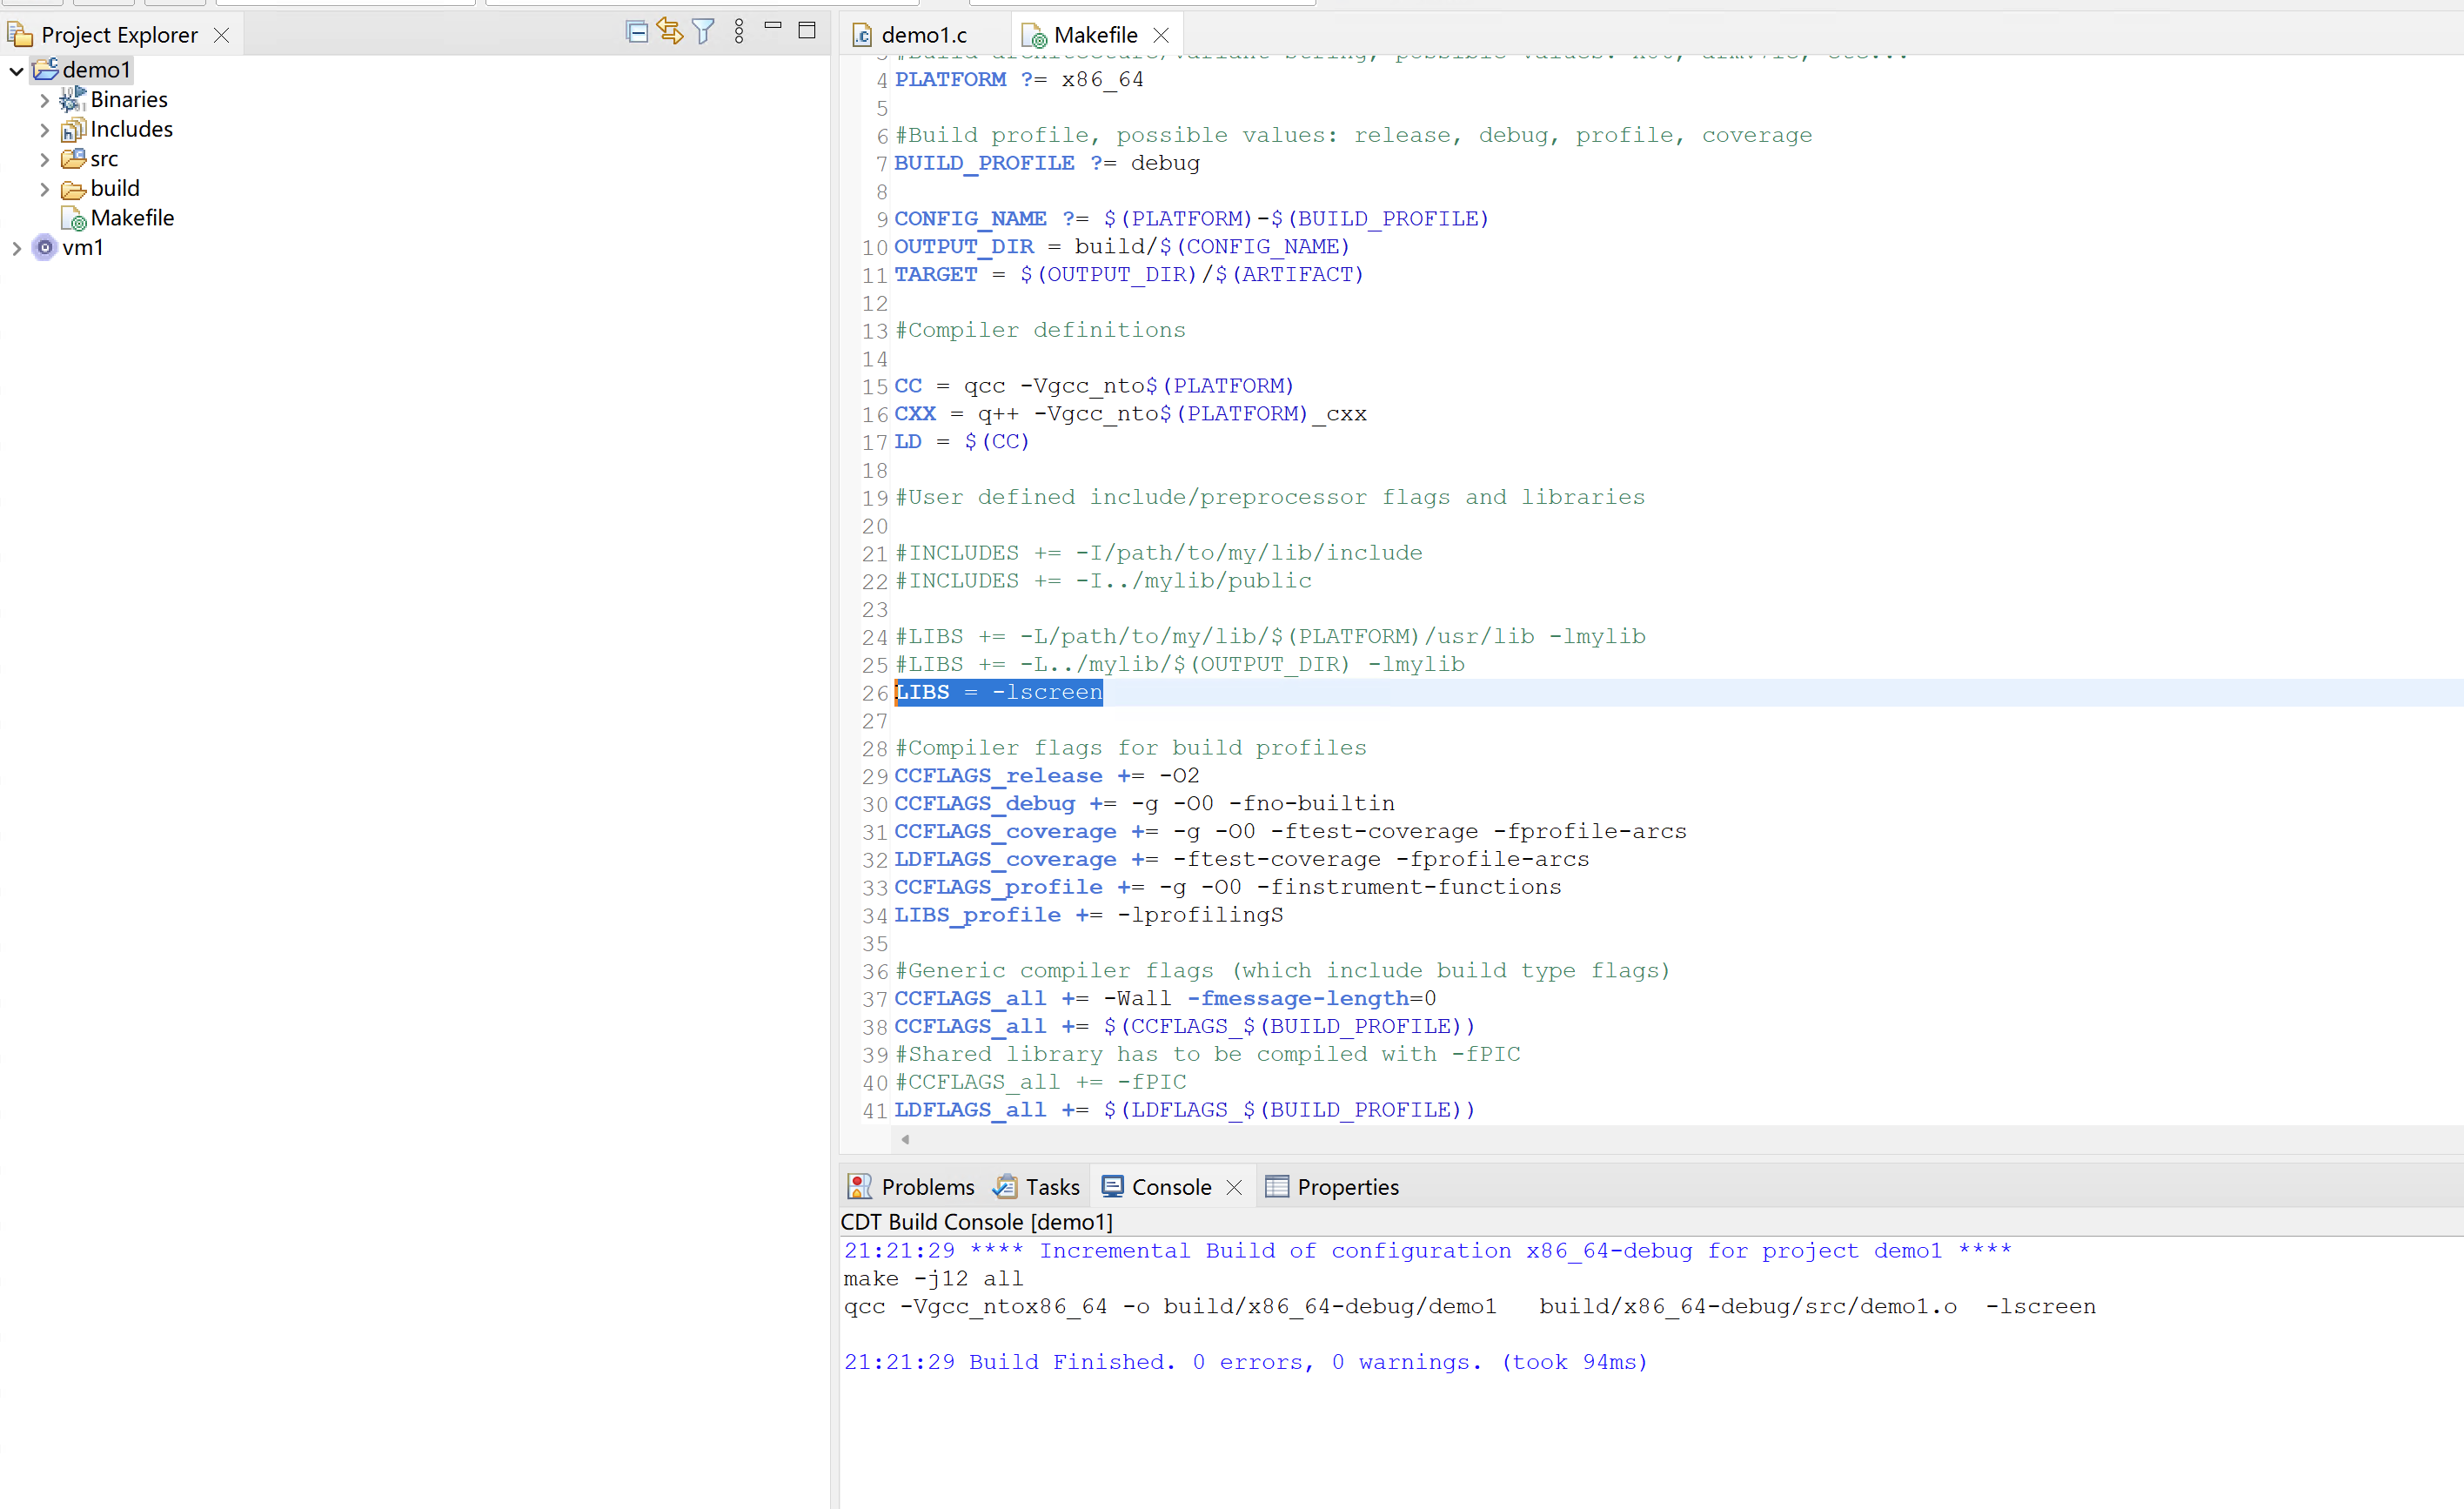 Project Explorer
demo1
Binaries
Includes
src
build
Makefile
vm1
demo1.c
Makefile
4 PLATFORM ?= x86_64
5
6 #Build profile, possible values: release, debug, profile, coverage
7 BUILD_PROFILE ?= debug
8
9 CONFIG_NAME ?= $(PLATFORM)-$(BUILD_PROFILE)
10 OUTPUT_DIR = build/$(CONFIG_NAME)
11 TARGET = $(OUTPUT_DIR)/$(ARTIFACT)
12
13 #Compiler definitions
14
15 CC = qcc -Vgcc_nto$(PLATFORM)
16 CXX = q++ -Vgcc_nto$(PLATFORM)_cxx
17 LD = $(CC)
18
19 #User defined include/preprocessor flags and libraries
20
21 #INCLUDES += -I/path/to/my/lib/include
22 #INCLUDES += -I../mylib/public
23
24 #LIBS += -L/path/to/my/lib/$(PLATFORM)/usr/lib -lmylib
25 #LIBS += -L../mylib/$(OUTPUT_DIR) -lmylib
26 LIBS = -lscreen
27
28 #Compiler flags for build profiles
29 CCFLAGS_release += -O2
30 CCFLAGS_debug += -g -O0 -fno-builtin
31 CCFLAGS_coverage += -g -O0 -ftest-coverage -fprofile-arcs
32 LDFLAGS_coverage += -ftest-coverage -fprofile-arcs
33 CCFLAGS_profile += -g -O0 -finstrument-functions
34 LIBS_profile += -lprofilingS
35
36 #Generic compiler flags (which include build type flags)
37 CCFLAGS_all += -Wall -fmessage-length=0
38 CCFLAGS_all += $(CCFLAGS_$(BUILD_PROFILE))
39 #Shared library has to be compiled with -fPIC
40 #CCFLAGS_all += -fPIC
41 LDFLAGS_all += $(LDFLAGS_$(BUILD_PROFILE))
Problems
Tasks
Console
Properties
CDT Build Console [demo1]
21:21:29 **** Incremental Build of configuration x86_64-debug for project demo1 ****
make -j12 all
qcc -Vgcc_ntox86_64 -o build/x86_64-debug/demo1   build/x86_64-debug/src/demo1.o  -lscreen
21:21:29 Build Finished. 0 errors, 0 warnings. (took 94ms)